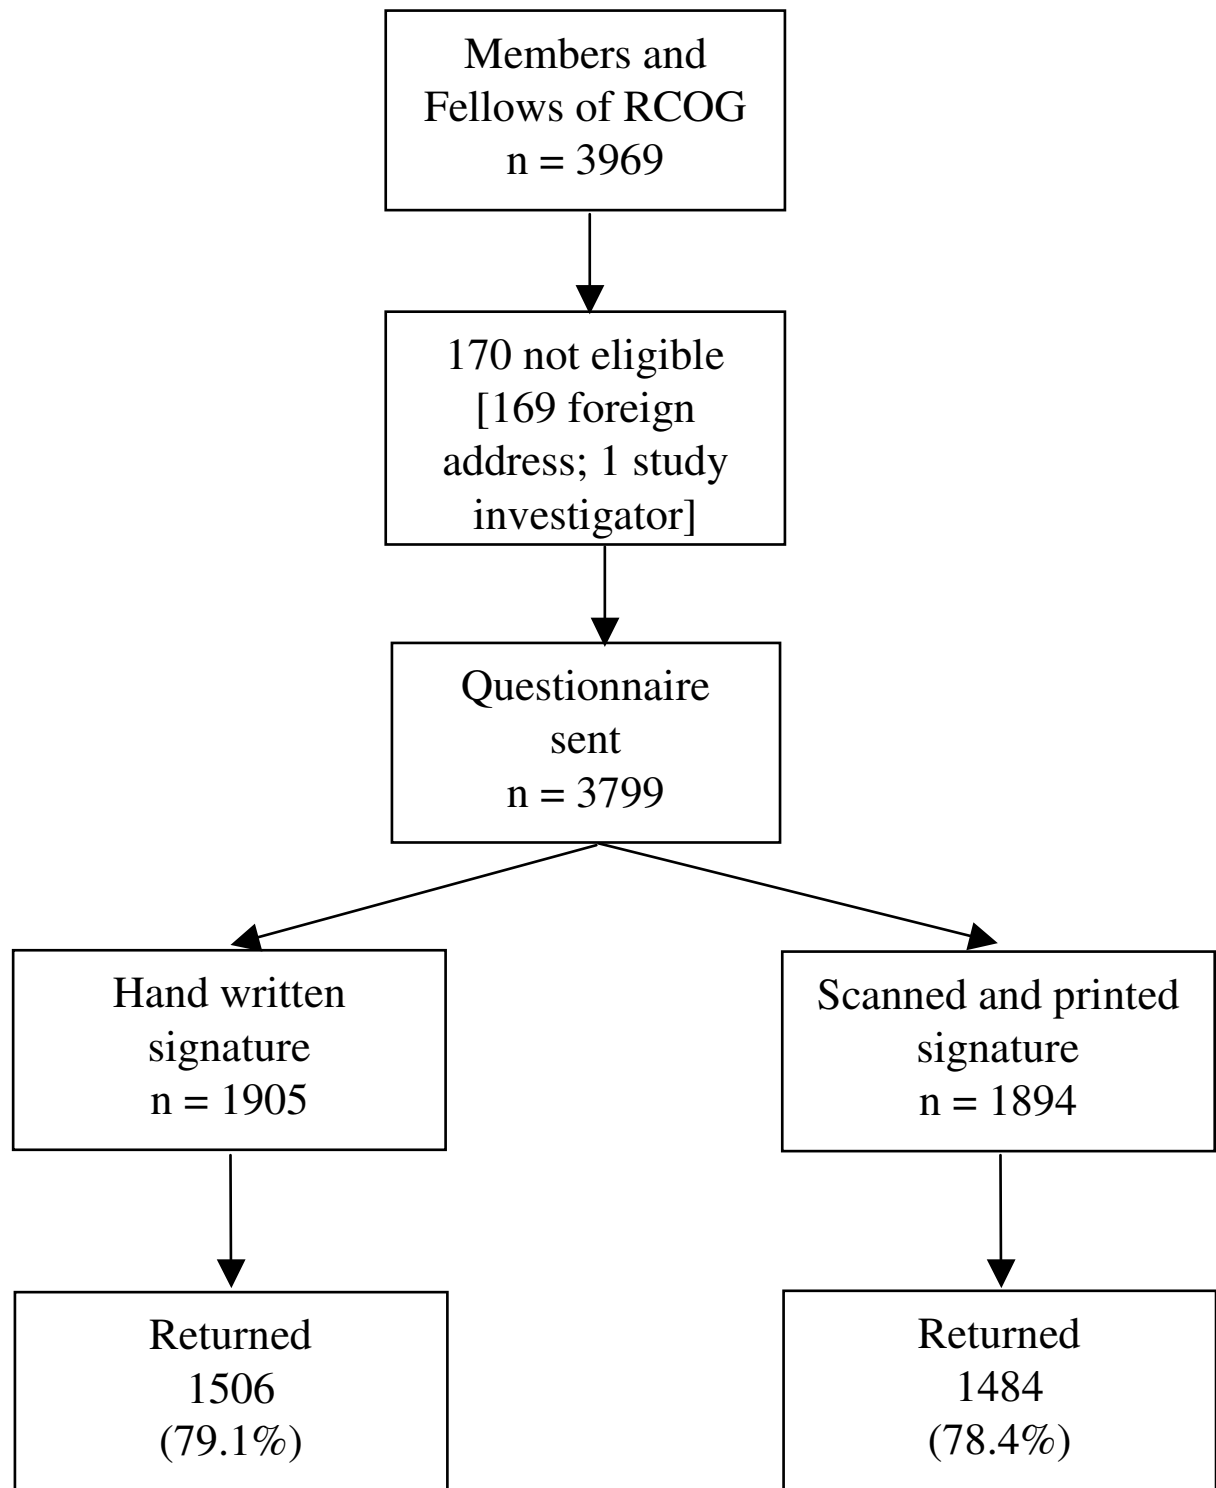 Members and
Fellows of RCOG
n = 3969
170 not eligible
[169 foreign
address; 1 study
investigator]
Questionnaire
sent
n = 3799
Hand written
signature
n = 1905
Scanned and printed
signature
n = 1894
Returned
1506
(79.1%)
Returned
1484
(78.4%)